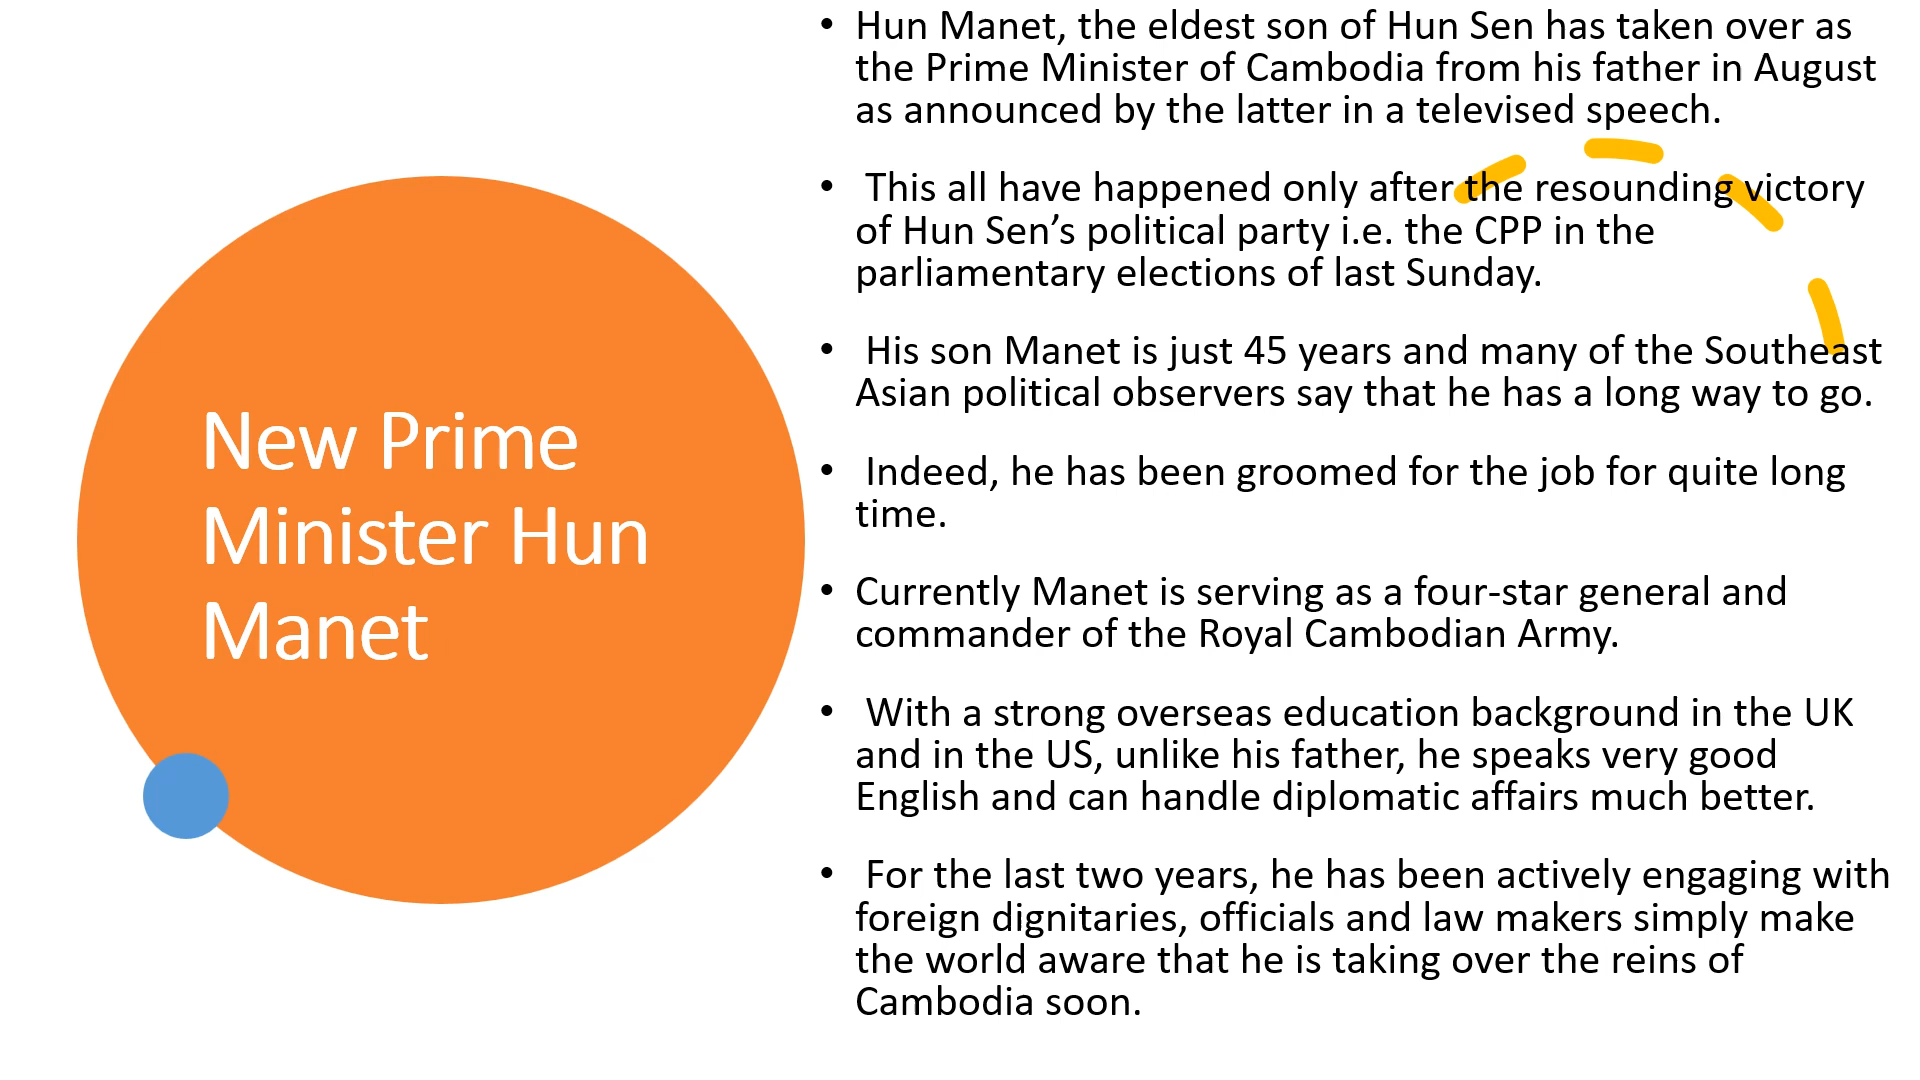 New Prime
Minister Hun
Manet
• Hun Manet, the eldest son of Hun Sen has taken over as
the Prime Minister of Cambodia from his father in August
as announced by the latter in a televised speech.
• This all have happened only after the resounding victory
of Hun Sen’s political party i.e. the CPP in the
parliamentary elections of last Sunday.
• His son Manet is just 45 years and many of the Southeast
Asian political observers say that he has a long way to go.
• Indeed, he has been groomed for the job for quite long
time.
• Currently Manet is serving as a four-star general and
commander of the Royal Cambodian Army.
• With a strong overseas education background in the UK
and in the US, unlike his father, he speaks very good
English and can handle diplomatic affairs much better.
• For the last two years, he has been actively engaging with
foreign dignitaries, officials and law makers simply make
the world aware that he is taking over the reins of
Cambodia soon.